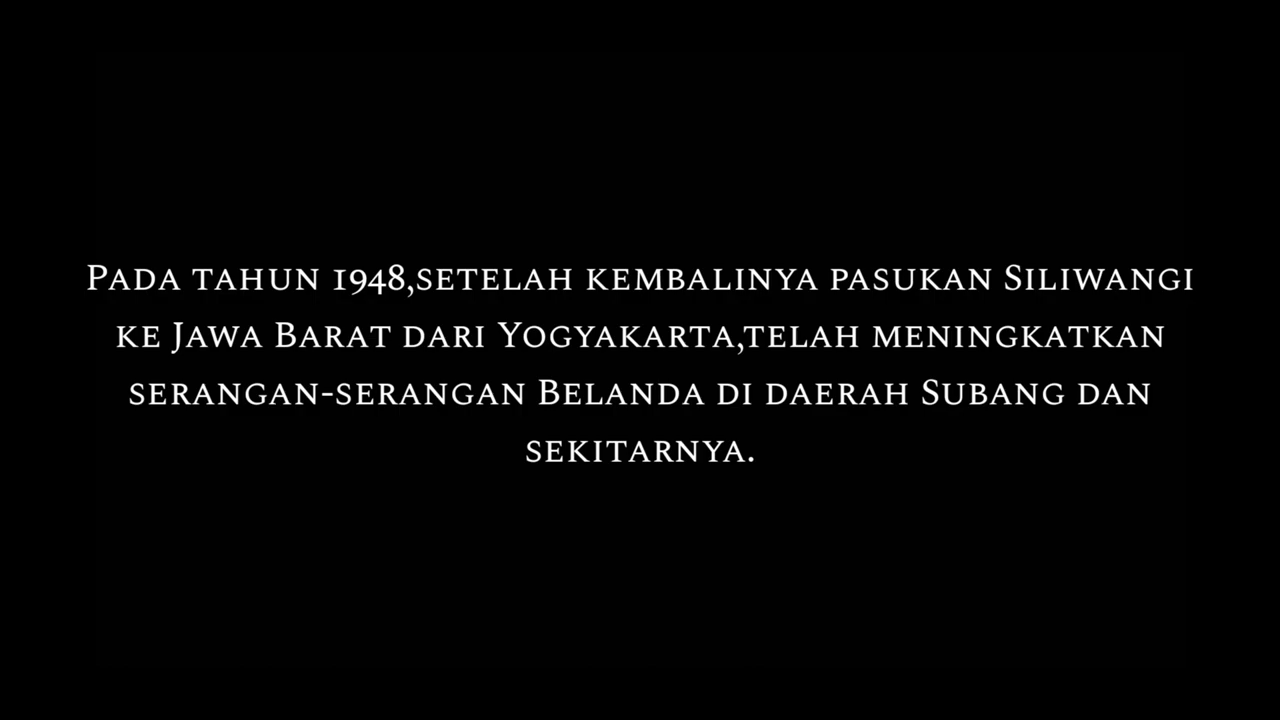 Pada tahun 1948,setelah kembalinya pasukan Siliwangi
ke Jawa Barat dari Yogyakarta,telah meningkatkan
serangan-serangan Belanda di daerah Subang dan
sekitarnya.